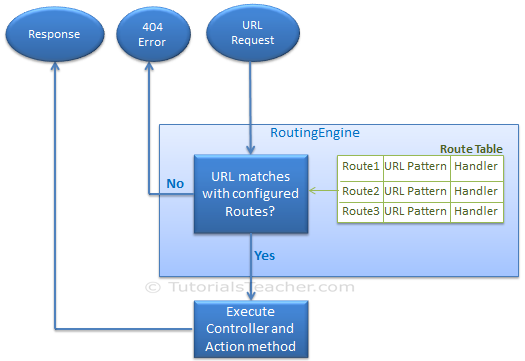 Response
404
Error
URL
Request
RoutingEngine
Route Table
Route1 URL Pattern Handler
Route2 URL Pattern Handler
Route3 URL Pattern Handler
URL matches
with configured
Routes?
No
Yes
© TutorialsTeacher.com
Execute
Controller and
Action method